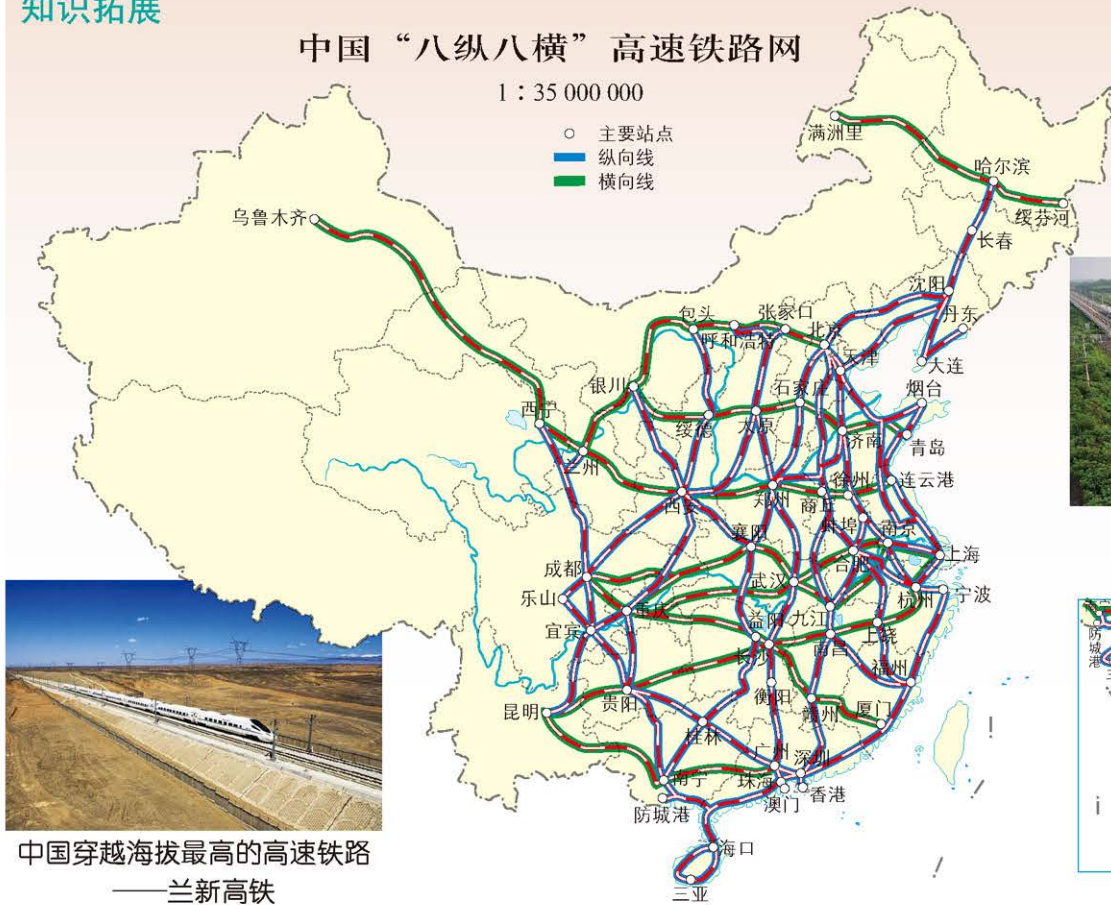 知识拓展
中国“八纵八横”高速铁路网
1：35 000 000
主要站点
纵向线
横向线
满洲里
哈尔滨
绥芬河
乌鲁木齐
长春
沈阳
丹东
包头
张家口
呼和浩特
北京
天津
大连
银川
石家庄
烟台
西宁
绥德
太原
济南
青岛
兰州
徐州
连云港
西安
郑州
商丘
蚌埠
襄阳
南京
合肥
上海
成都
武汉
杭州
宁波
乐山
重庆
益阳
九江
宜宾
上饶
长沙
南昌
福州
衡阳
贵阳
赣州
厦门
昆明
桂林
广州
深圳
南宁
珠海
澳门
香港
防城港
海口
三亚
防城港
三
中国穿越海拔最高的高速铁路
——兰新高铁